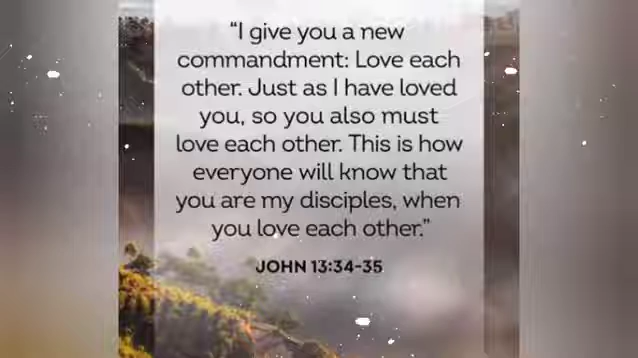 “I give you a new
commandment: Love each
other. Just as I have loved
you, so you also must
love each other. This is how
everyone will know that
you are my disciples, when
you love each other.”
JOHN 13:34-35